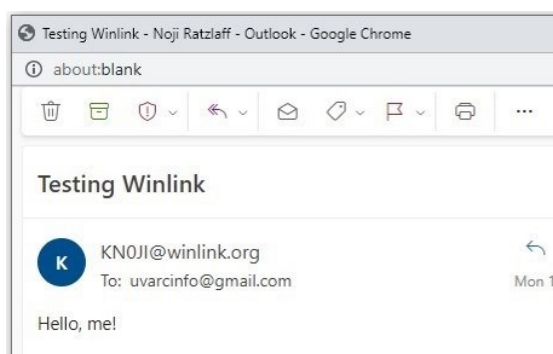 Testing Winlink - Noji Ratzlaff - Outlook - Google Chrome
about:blank
Testing Winlink
K
KN0JI@winlink.org
To: uvarcinfo@gmail.com
Mon 1
Hello, me!